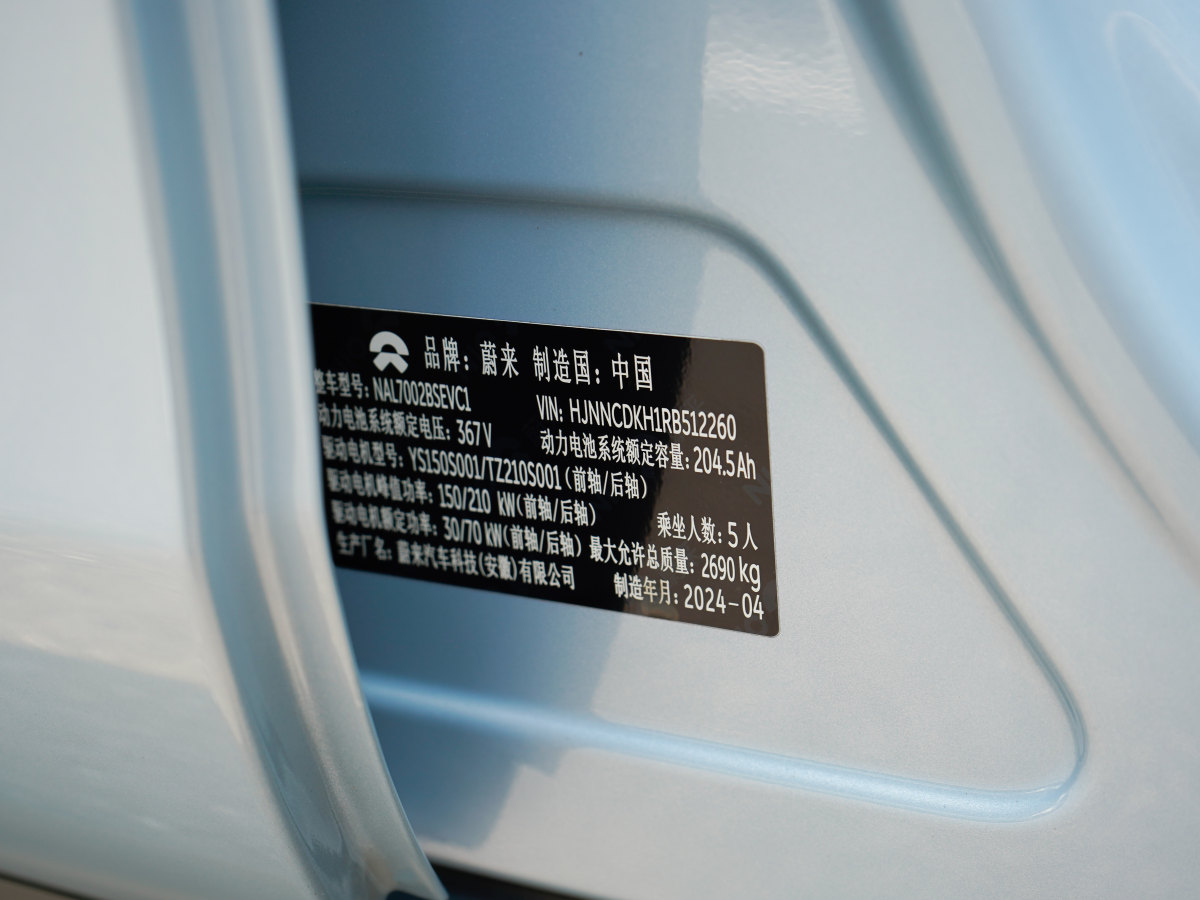 品牌: 蔚来 制造国: 中国
整车型号: NAL7002BSEVC1 VIN: HJNNCDKH1RB512260
动力电池系统额定电压: 367V 动力电池系统额定容量: 204.5Ah
驱动电机型号: YS150S001/TZ210S001 (前轴/后轴)
驱动电机峰值功率: 150/210 kW(前轴/后轴) 乘坐人数: 5人
驱动电机额定功率: 30/70 kW(前轴/后轴) 最大允许总质量: 2690kg
生产厂名: 蔚来汽车科技(安徽)有限公司 制造年月: 2024-04